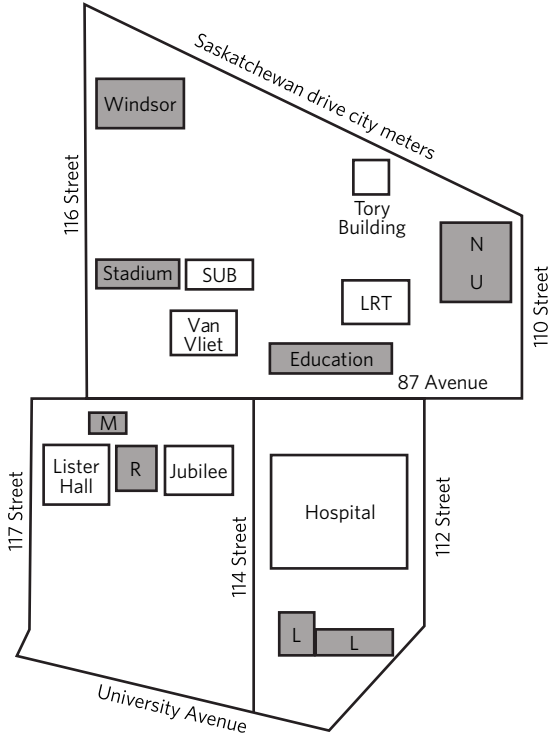 Saskatchewan drive city meters
Windsor
116 Street
Tory
Building
N
U
110 Street
Stadium
SUB
LRT
Van
Vliet
Education
87 Avenue
M
Lister
Hall
R
Jubilee
117 Street
114 Street
Hospital
112 Street
L
L
University Avenue